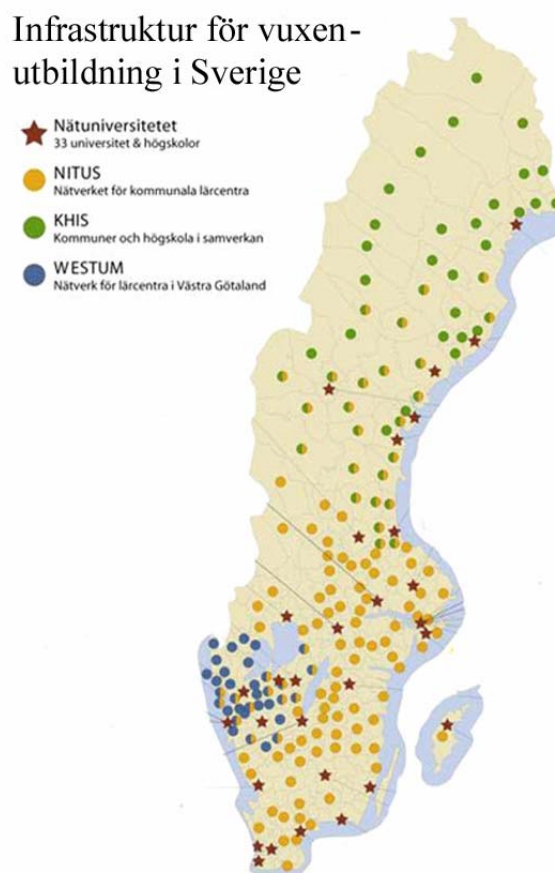 Infrastruktur för vuxen-
utbildning i Sverige
Nätuniversitetet
33 universitet & högskolor
NITUS
Nätverket för kommunala lärcentra
KHIS
Kommuner och högskola i samverkan
WESTUM
Nätverk för lärcentra i Västra Götaland